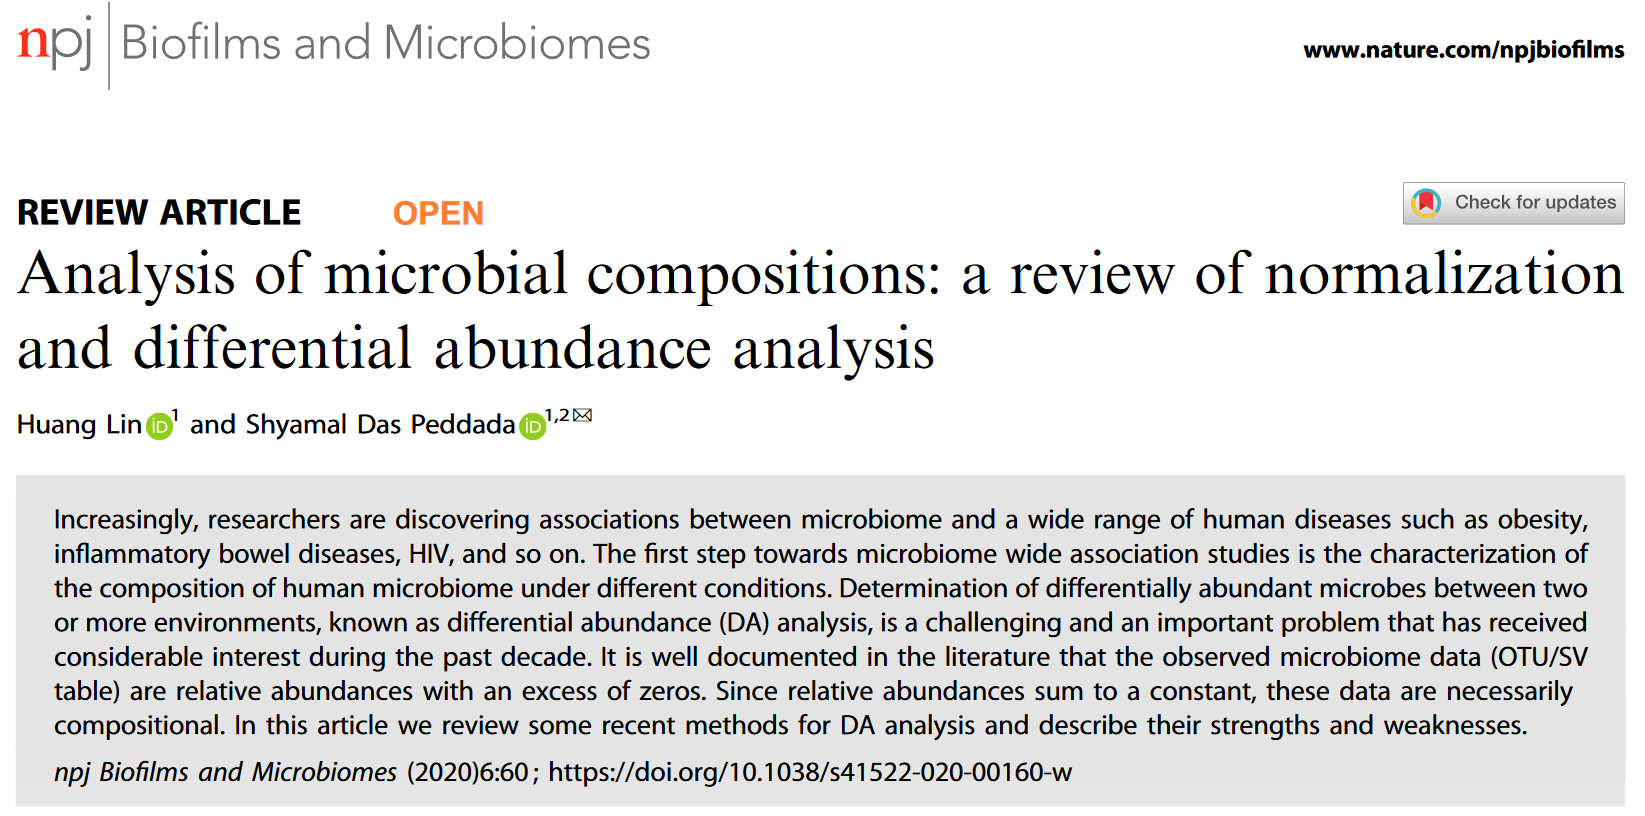 npj | Biofilms and Microbiomes
www.nature.com/npjbiofilms
REVIEW ARTICLE OPEN
Check for updates
Analysis of microbial compositions: a review of normalization
and differential abundance analysis
Huang Lin iD 1 and Shyamal Das Peddada iD 1,2✉
Increasingly, researchers are discovering associations between microbiome and a wide range of human diseases such as obesity,
inflammatory bowel diseases, HIV, and so on. The first step towards microbiome wide association studies is the characterization of
the composition of human microbiome under different conditions. Determination of differentially abundant microbes between two
or more environments, known as differential abundance (DA) analysis, is a challenging and an important problem that has received
considerable interest during the past decade. It is well documented in the literature that the observed microbiome data (OTU/SV
table) are relative abundances with an excess of zeros. Since relative abundances sum to a constant, these data are necessarily
compositional. In this article we review some recent methods for DA analysis and describe their strengths and weaknesses.
npj Biofilms and Microbiomes (2020)6:60 ; https://doi.org/10.1038/s41522-020-00160-w